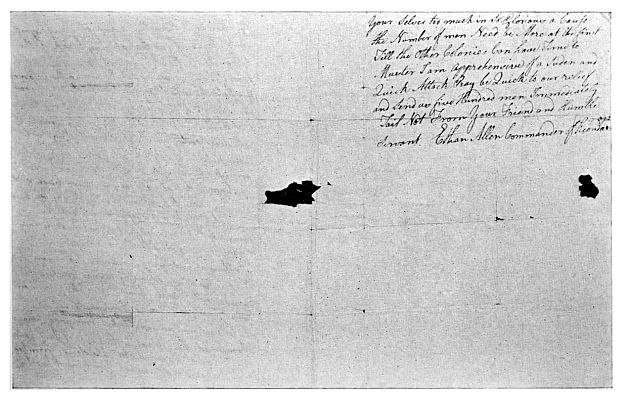 Your Selves too much in So Glorious a Cause
the Number of men Need be More at the first
Till the Other Colonies Can have time to
Muster I am Apprehensive of a Suden and
Quick Attack Pray be Quick to our relief
and Send us five Hundred men Immediately
Fail Not From Your Friend and Humble
Servant Ethan Allen Commander of Ticondaroga